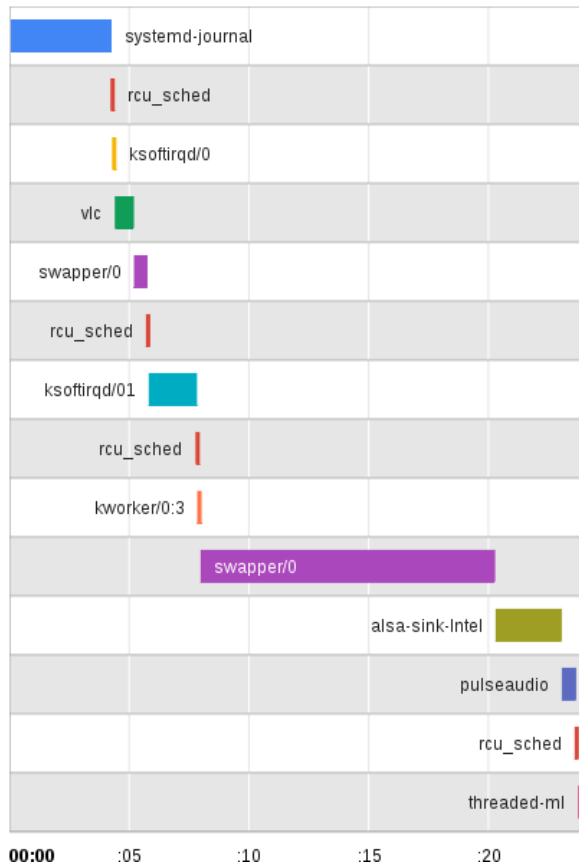 systemd-journal
rcu_sched
ksoftirqd/0
vlc
swapper/0
rcu_sched
ksoftirqd/01
rcu_sched
kworker/0:3
swapper/0
alsa-sink-Intel
pulseaudio
rcu_sched
threaded-ml
00:00 :05 :10 :15 :20